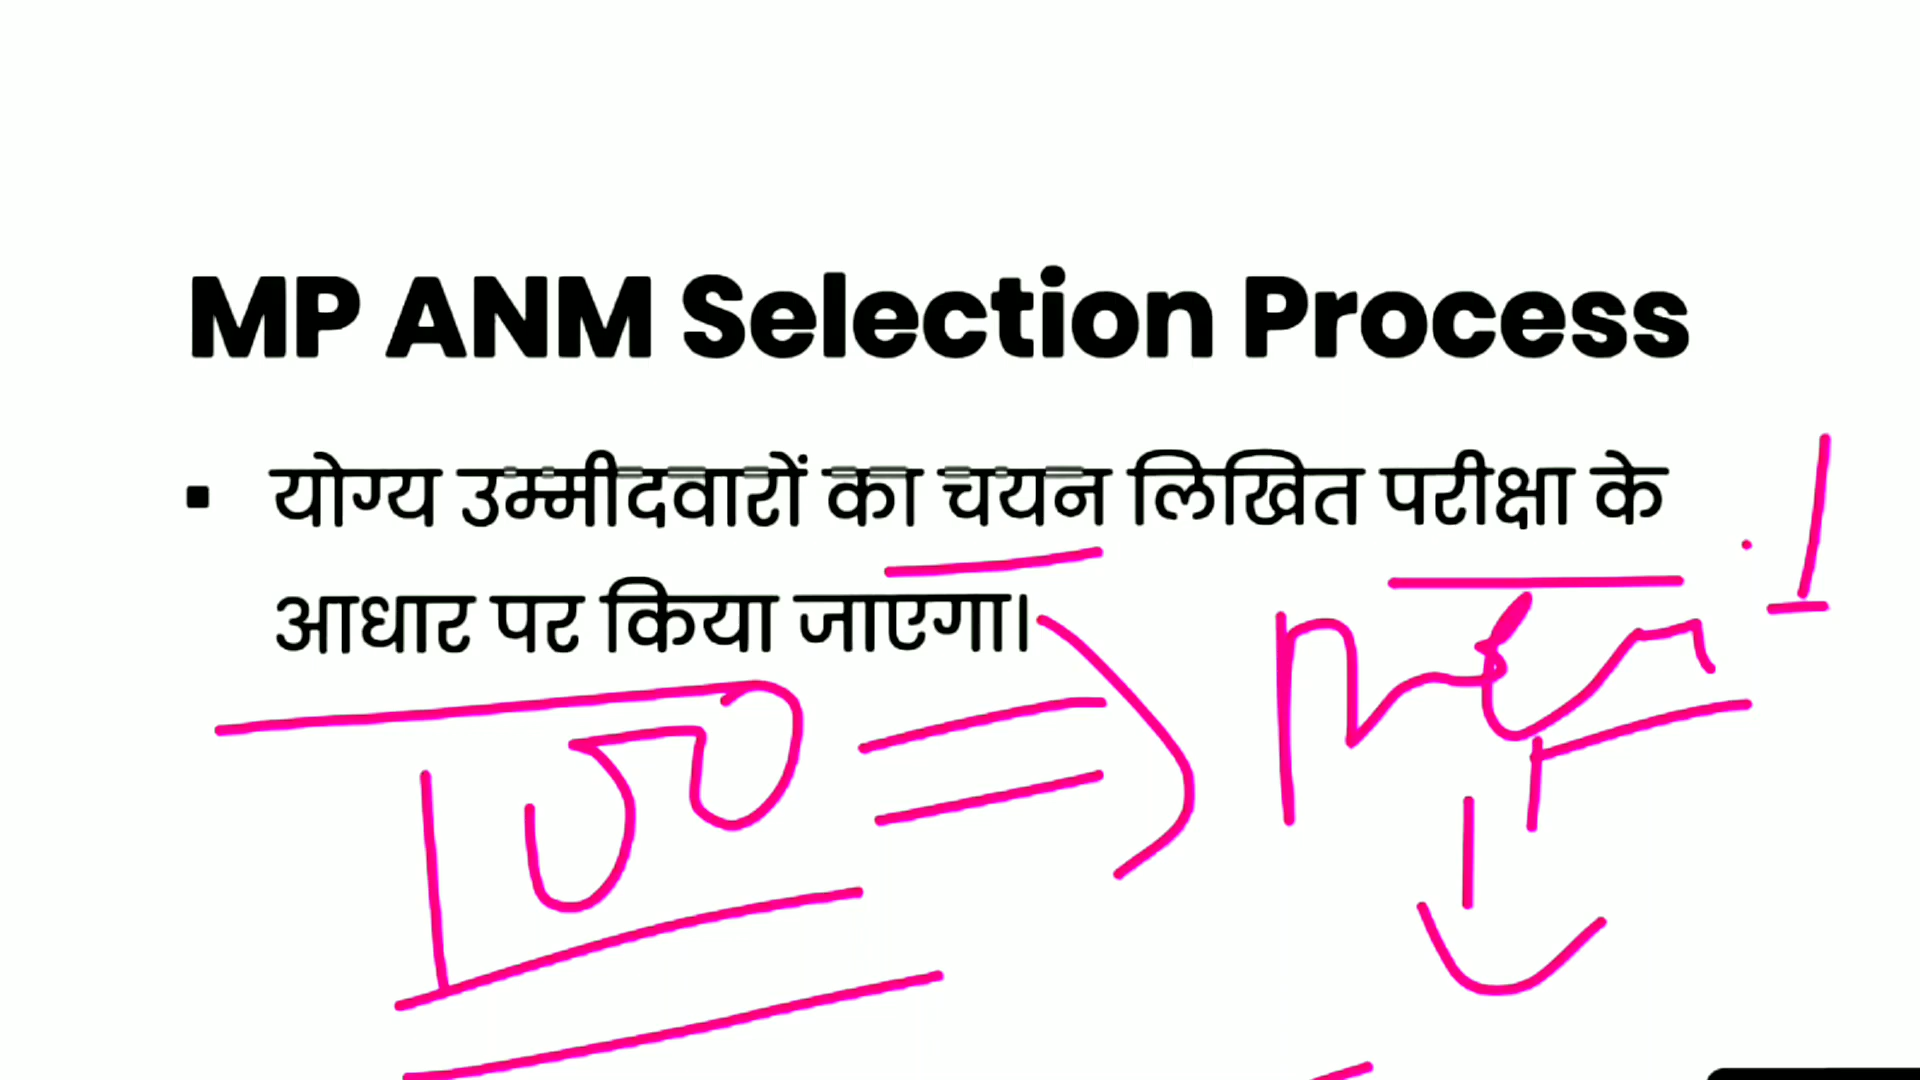 MP ANM Selection Process
▪ योग्य उम्मीदवारों का चयन लिखित परीक्षा के
आधार पर किया जाएगा।
100